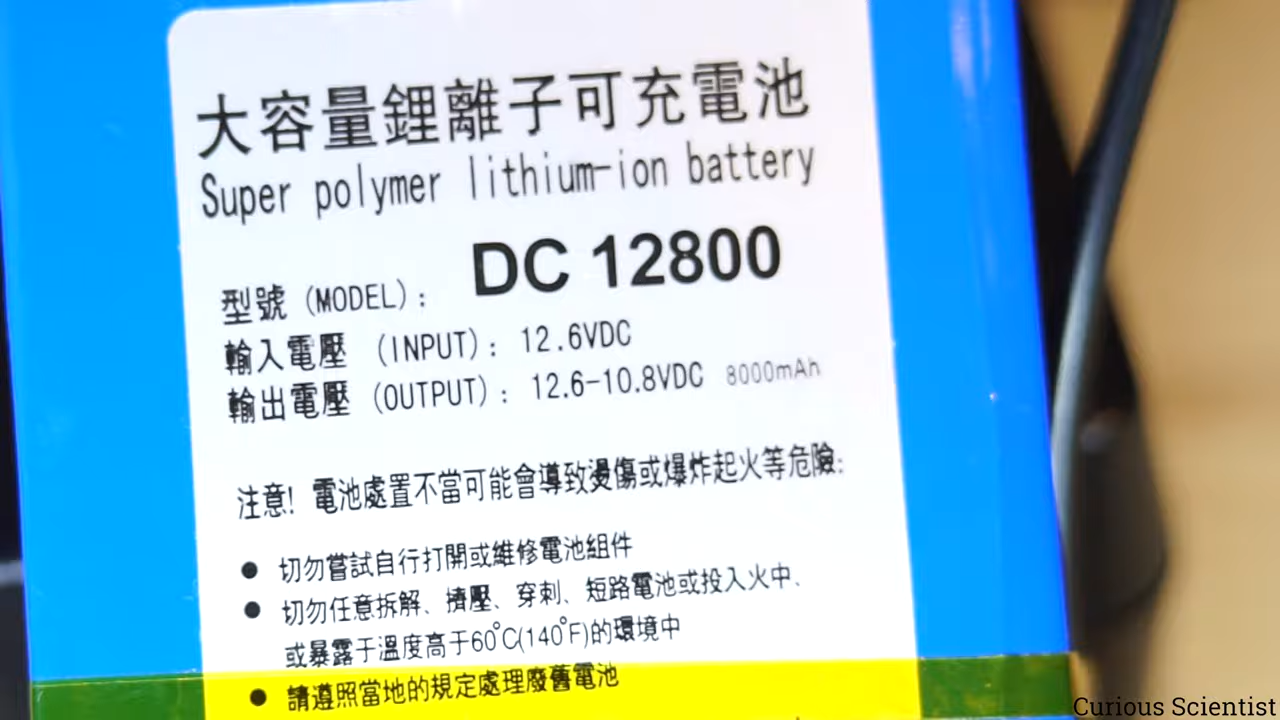 大容量鋰離子可充電池
Super polymer lithium-ion battery
型號 (MODEL): DC 12800
輸入電壓 (INPUT): 12.6VDC
輸出電壓 (OUTPUT): 12.6-10.8VDC 8000mAh
注意! 電池處置不當可能會導致燙傷或爆炸起火等危險:
● 切勿嘗試自行打開或維修電池組件
● 切勿任意拆解、擠壓、穿刺、短路電池或投入火中、
或暴露于溫度高于60°C(140°F)的環境中
● 請遵照當地的規定處理廢舊電池
Curious Scientist